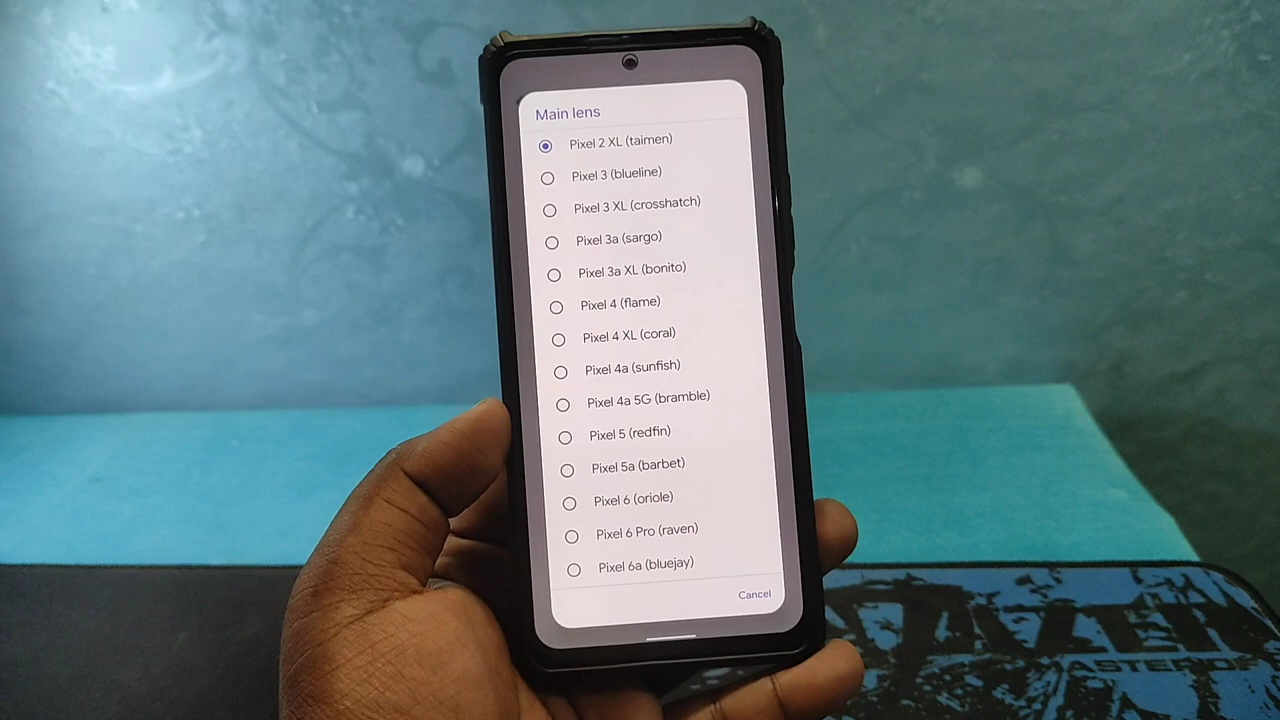 Main lens
Pixel 2 XL (taimen)
Pixel 3 (blueline)
Pixel 3 XL (crosshatch)
Pixel 3a (sargo)
Pixel 3a XL (bonito)
Pixel 4 (flame)
Pixel 4 XL (coral)
Pixel 4a (sunfish)
Pixel 4a 5G (bramble)
Pixel 5 (redfin)
Pixel 5a (barbet)
Pixel 6 (oriole)
Pixel 6 Pro (raven)
Pixel 6a (bluejay)
Cancel
MASTER OF